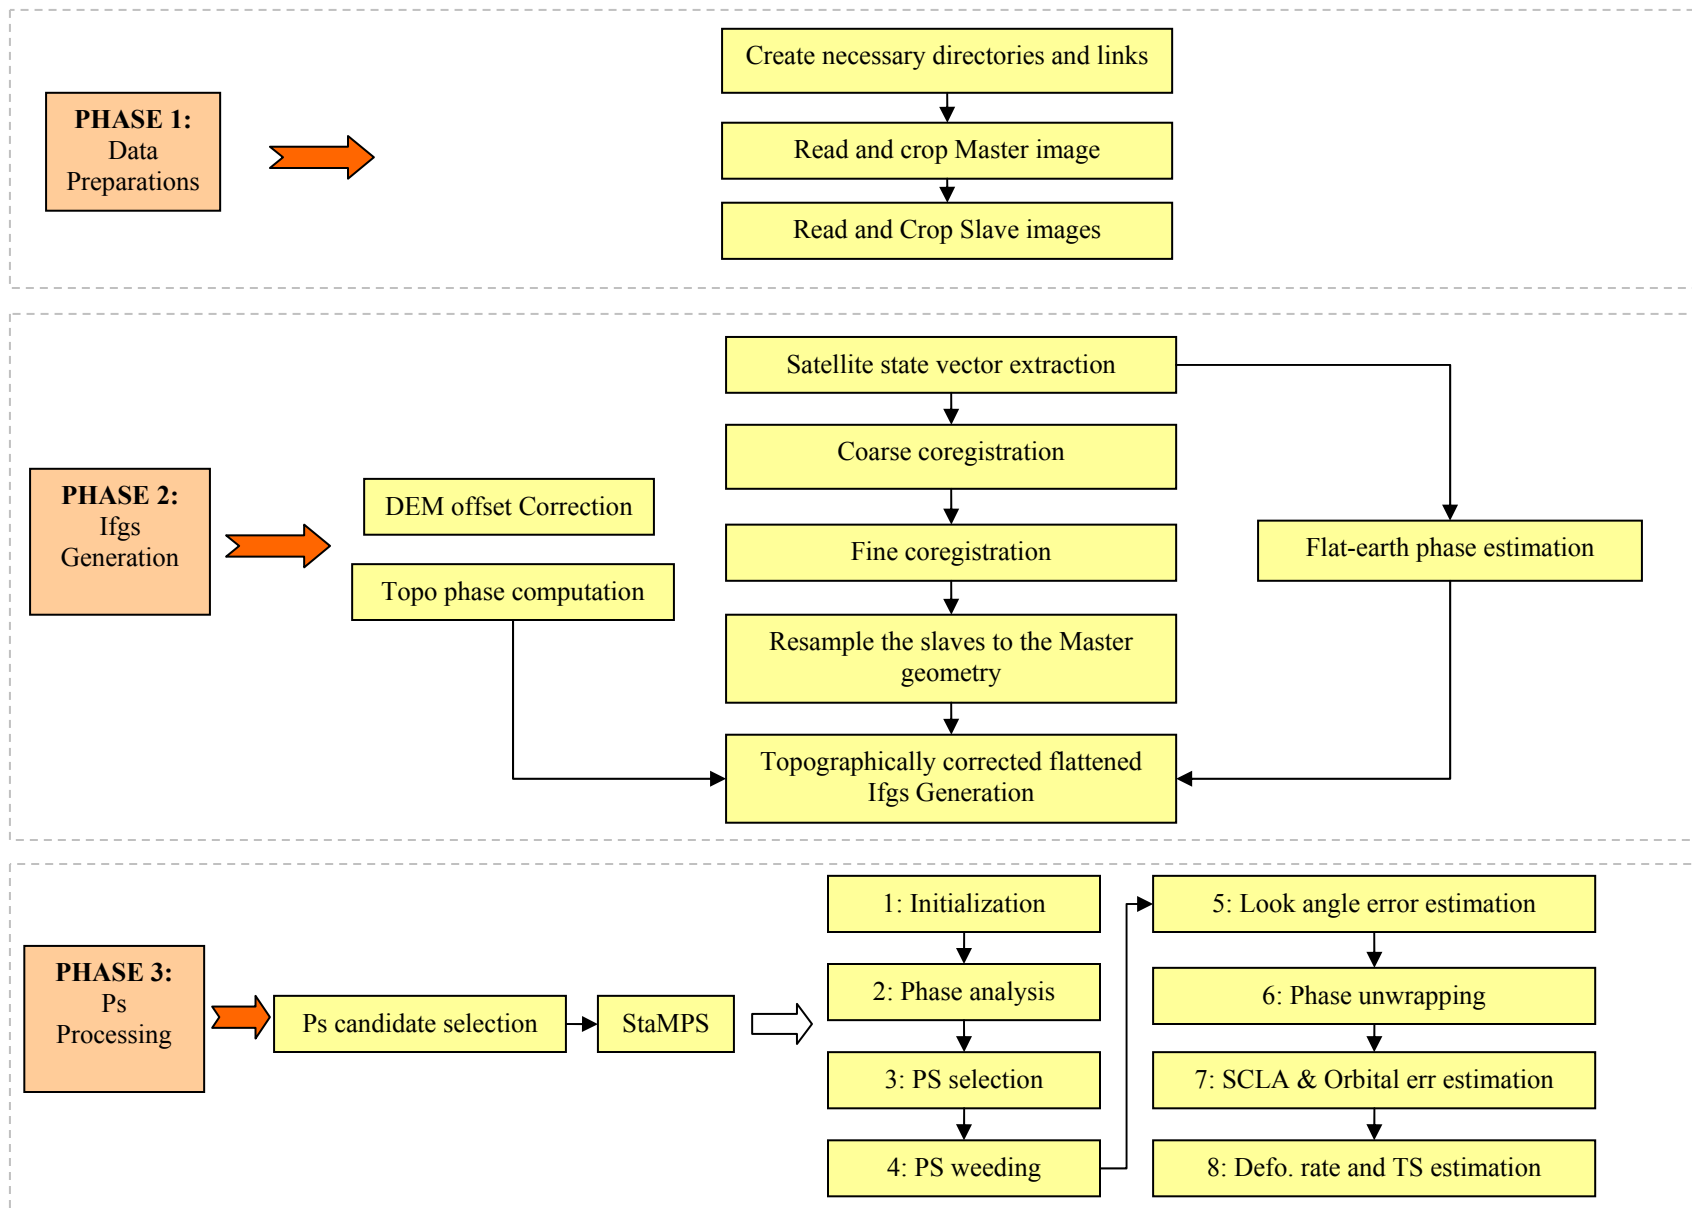 PHASE 1:
Data
Preparations
Create necessary directories and links
Read and crop Master image
Read and Crop Slave images
PHASE 2:
Ifgs
Generation
DEM offset Correction
Topo phase computation
Satellite state vector extraction
Coarse coregistration
Fine coregistration
Resample the slaves to the Master
geometry
Topographically corrected flattened
Ifgs Generation
Flat-earth phase estimation
PHASE 3:
Ps
Processing
Ps candidate selection
StaMPS
1: Initialization
2: Phase analysis
3: PS selection
4: PS weeding
5: Look angle error estimation
6: Phase unwrapping
7: SCLA & Orbital err estimation
8: Defo. rate and TS estimation